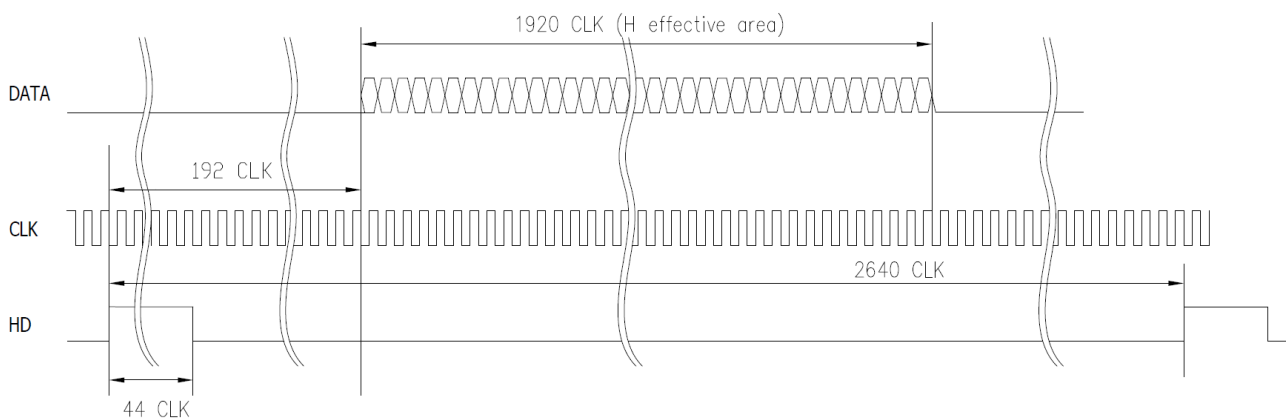 1920 CLK (H effective area)
DATA
192 CLK
CLK
2640 CLK
HD
44 CLK